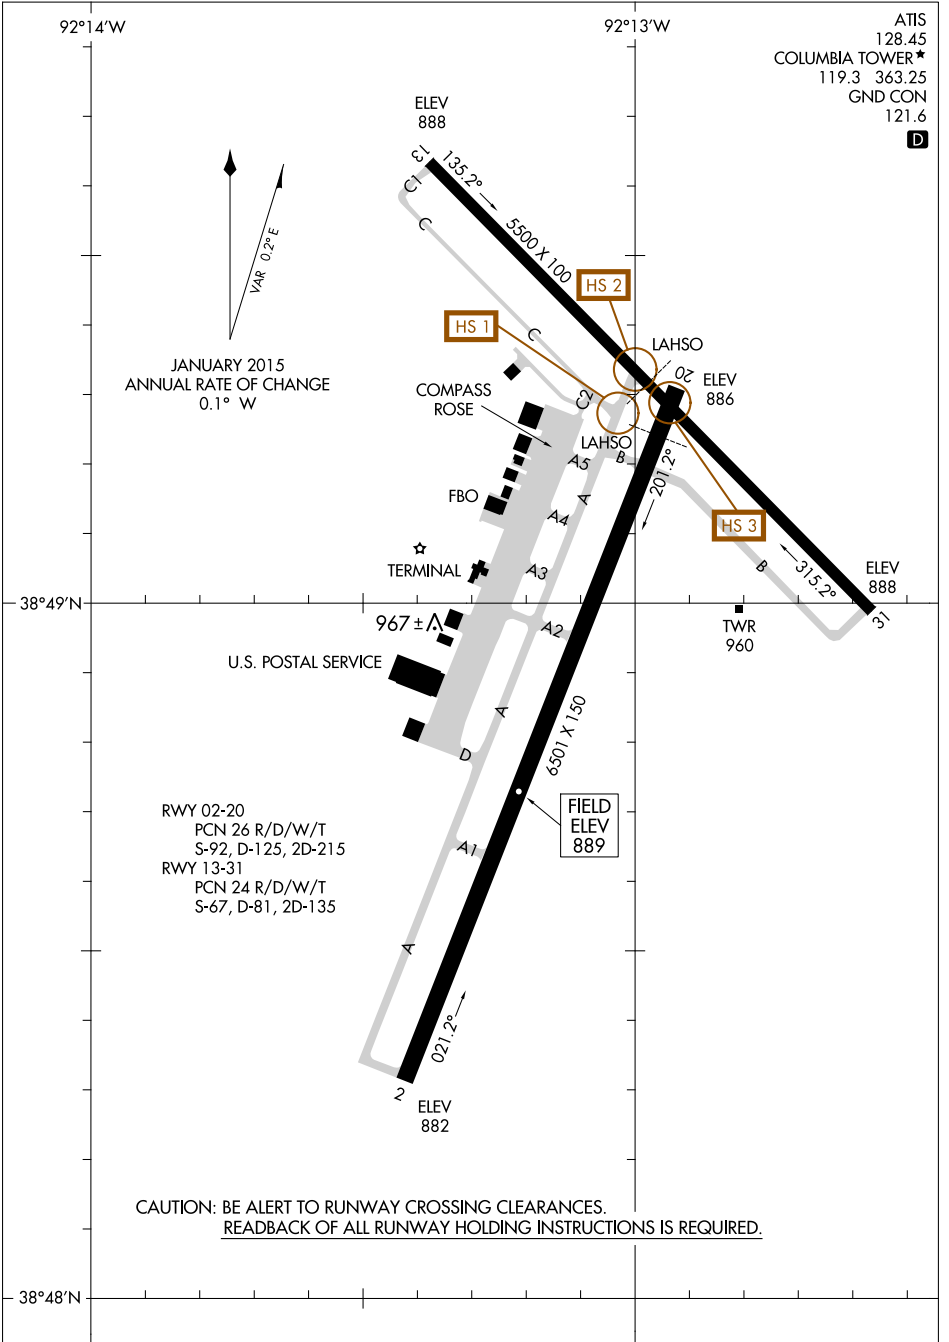 92°14'W
92°13'W
ATIS
128.45
COLUMBIA TOWER★
119.3 363.25
GND CON
121.6
D
ELEV
888
13
135.2°
C1
C
5500 X 100
VAR 0.2° E
HS 2
HS 1
C
LAHSO
JANUARY 2015
ANNUAL RATE OF CHANGE
0.1° W
20
ELEV
886
COMPASS
ROSE
C2
LAHSO
A5
B
201.2°
FBO
A
A4
HS 3
TERMINAL
A3
B
315.2°
ELEV
888
38°49'N
31
967 ±
A2
TWR
960
U.S. POSTAL SERVICE
A
6501 X 150
D
RWY 02-20
PCN 26 R/D/W/T
S-92, D-125, 2D-215
RWY 13-31
PCN 24 R/D/W/T
S-67, D-81, 2D-135
FIELD
ELEV
889
A1
A
021.2°
2
ELEV
882
CAUTION: BE ALERT TO RUNWAY CROSSING CLEARANCES.
READBACK OF ALL RUNWAY HOLDING INSTRUCTIONS IS REQUIRED.
38°48'N